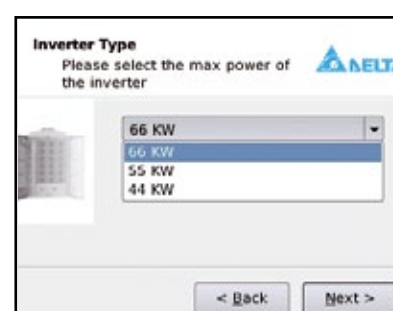 Inverter Type
Please select the max power of
the inverter
66 KW
66 KW
55 KW
44 KW
< Back
Next >